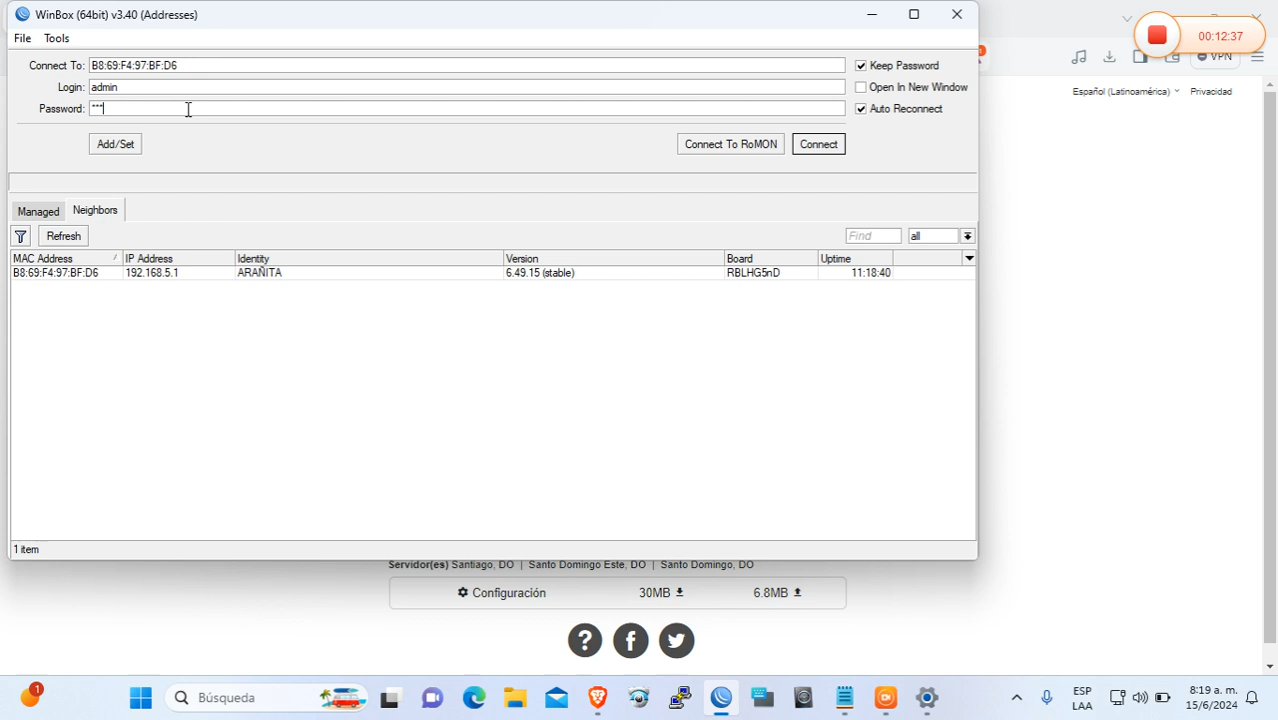 WinBox (64bit) v3.40 (Addresses)
00:12:37
File Tools
VPN
Connect To: B8:69:F4:97:BF:D6
Keep Password
Login: admin
Open In New Window
Español (Latinoamérica) Privacidad
Password: ***
Auto Reconnect
Add/Set
Connect To RoMON
Connect
Managed
Neighbors
Refresh
Find
all
MAC Address / IP Address Identity Version Board Uptime
B8:69:F4:97:BF:D6 192.168.5.1 ARAÑITA 6.49.15 (stable) RBLHG5nD 11:18:40
1 item
Servidor(es) Santiago, DO | Santo Domingo Este, DO | Santo Domingo, DO
Configuración 30MB 6.8MB
?
f
1
Búsqueda
ESP
LAA
8:19 a. m.
15/6/2024